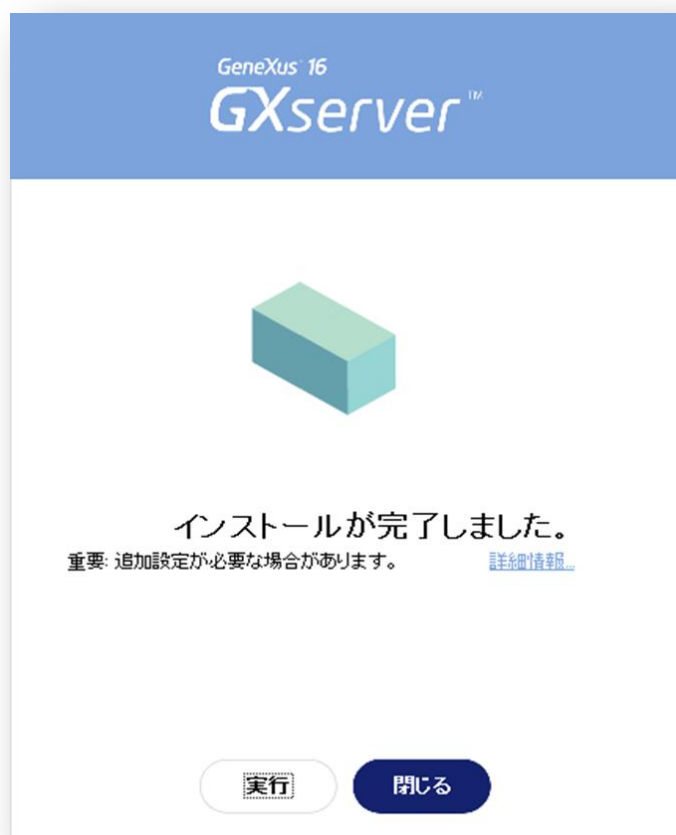 GeneXus 16
GXserver™
インストールが完了しました。
重要: 追加設定が必要な場合があります。 詳細情報...
実行 閉じる